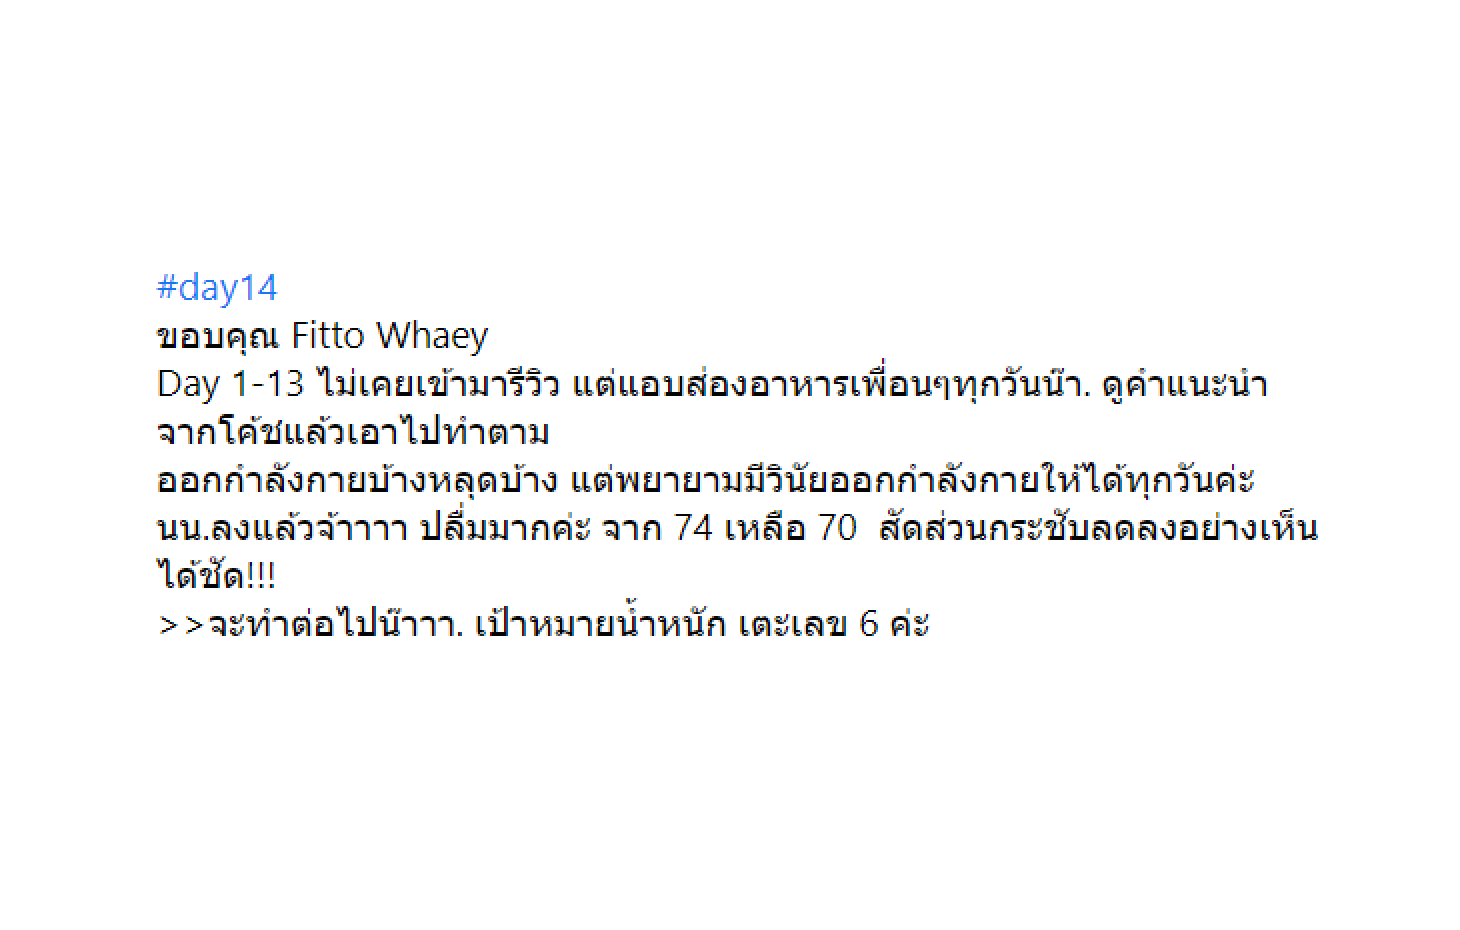 #day14
ขอบคุณ Fitto Whaey
Day 1-13 ไม่เคยเข้ามารีวิว แต่แอบส่องอาหารเพื่อนๆทุกวันน๊า. ดูคำแนะนำ
จากโค้ชแล้วเอาไปทำตาม
ออกกำลังกายบ้างหลุดบ้าง แต่พยายามมีวินัยออกกำลังกายให้ได้ทุกวันค่ะ
นน.ลงแล้วจ้าาาา ปลื่มมากค่ะ จาก 74 เหลือ 70  สัดส่วนกระชับลดลงอย่างเห็น
ได้ชัด!!!
>>จะทำต่อไปน๊าาา. เป้าหมายน้ำหนัก เตะเลข 6 ค่ะ